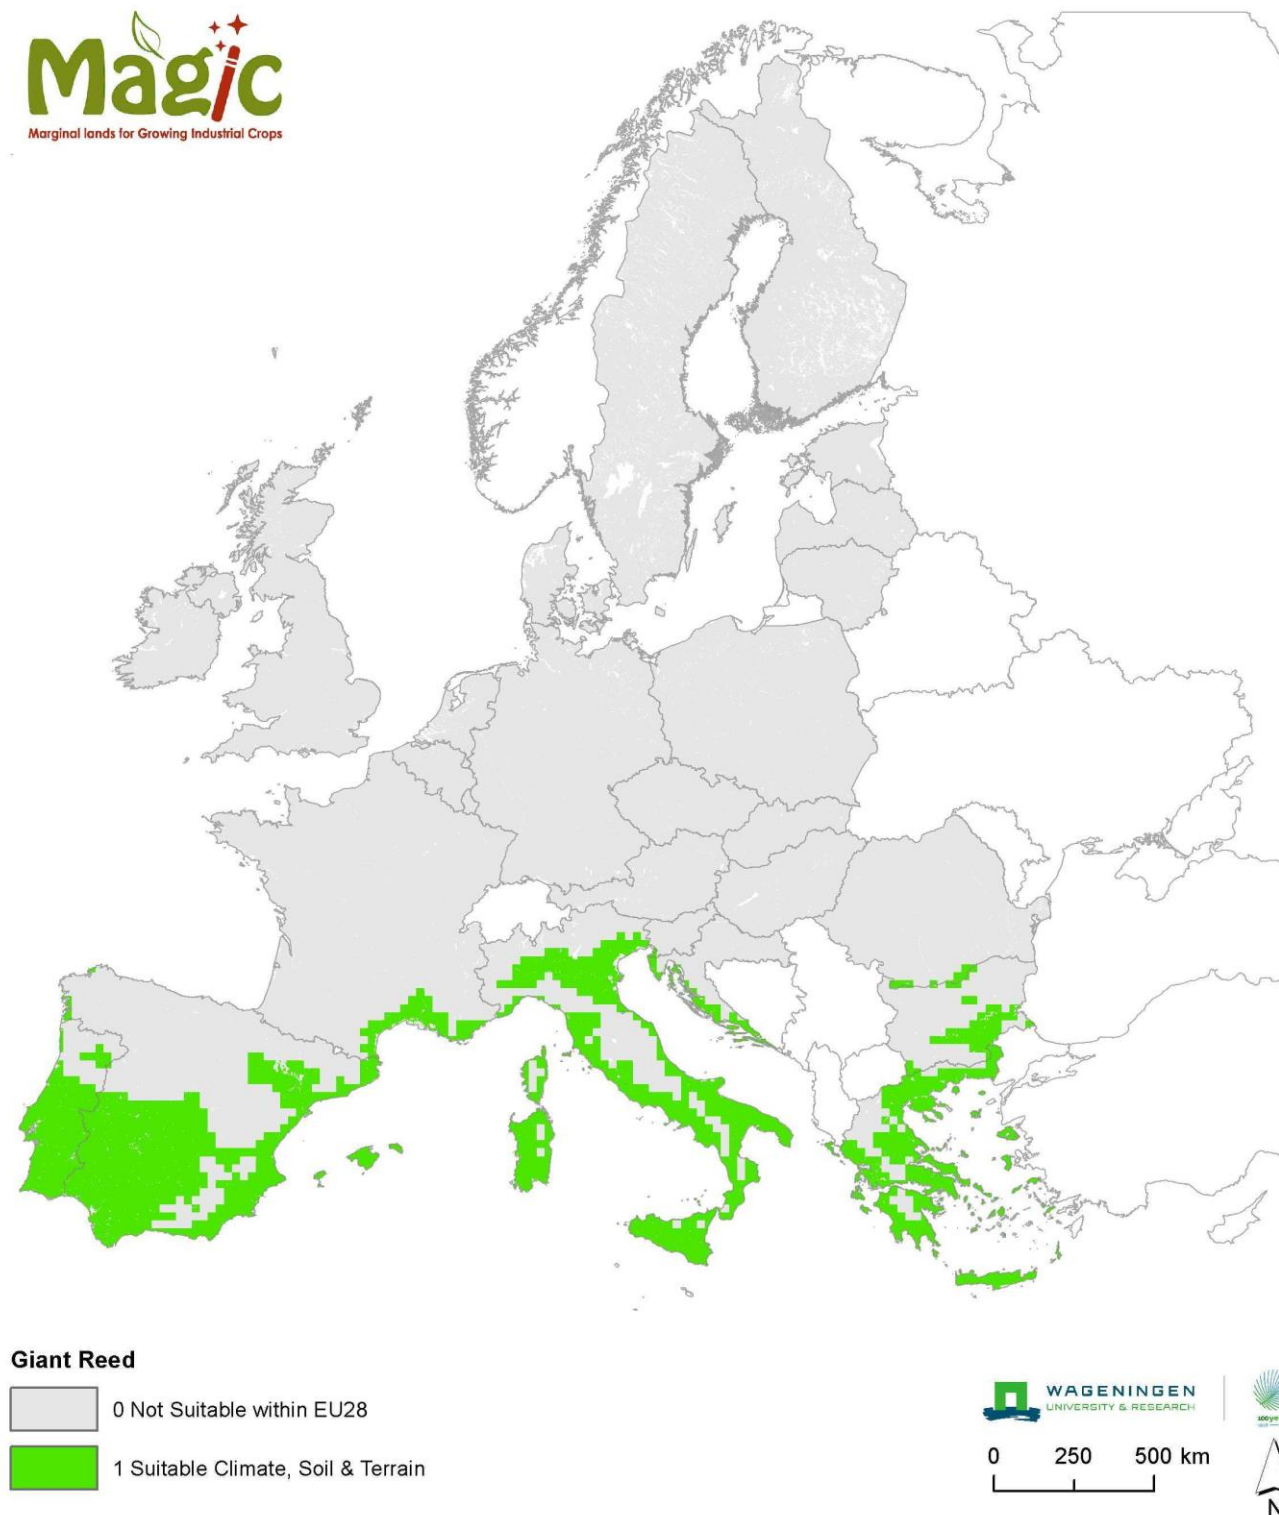 Magic
Marginal lands for Growing Industrial Crops
Giant Reed
0 Not Suitable within EU28
1 Suitable Climate, Soil & Terrain
WAGENINGEN
UNIVERSITY & RESEARCH
0 250 500 km
N